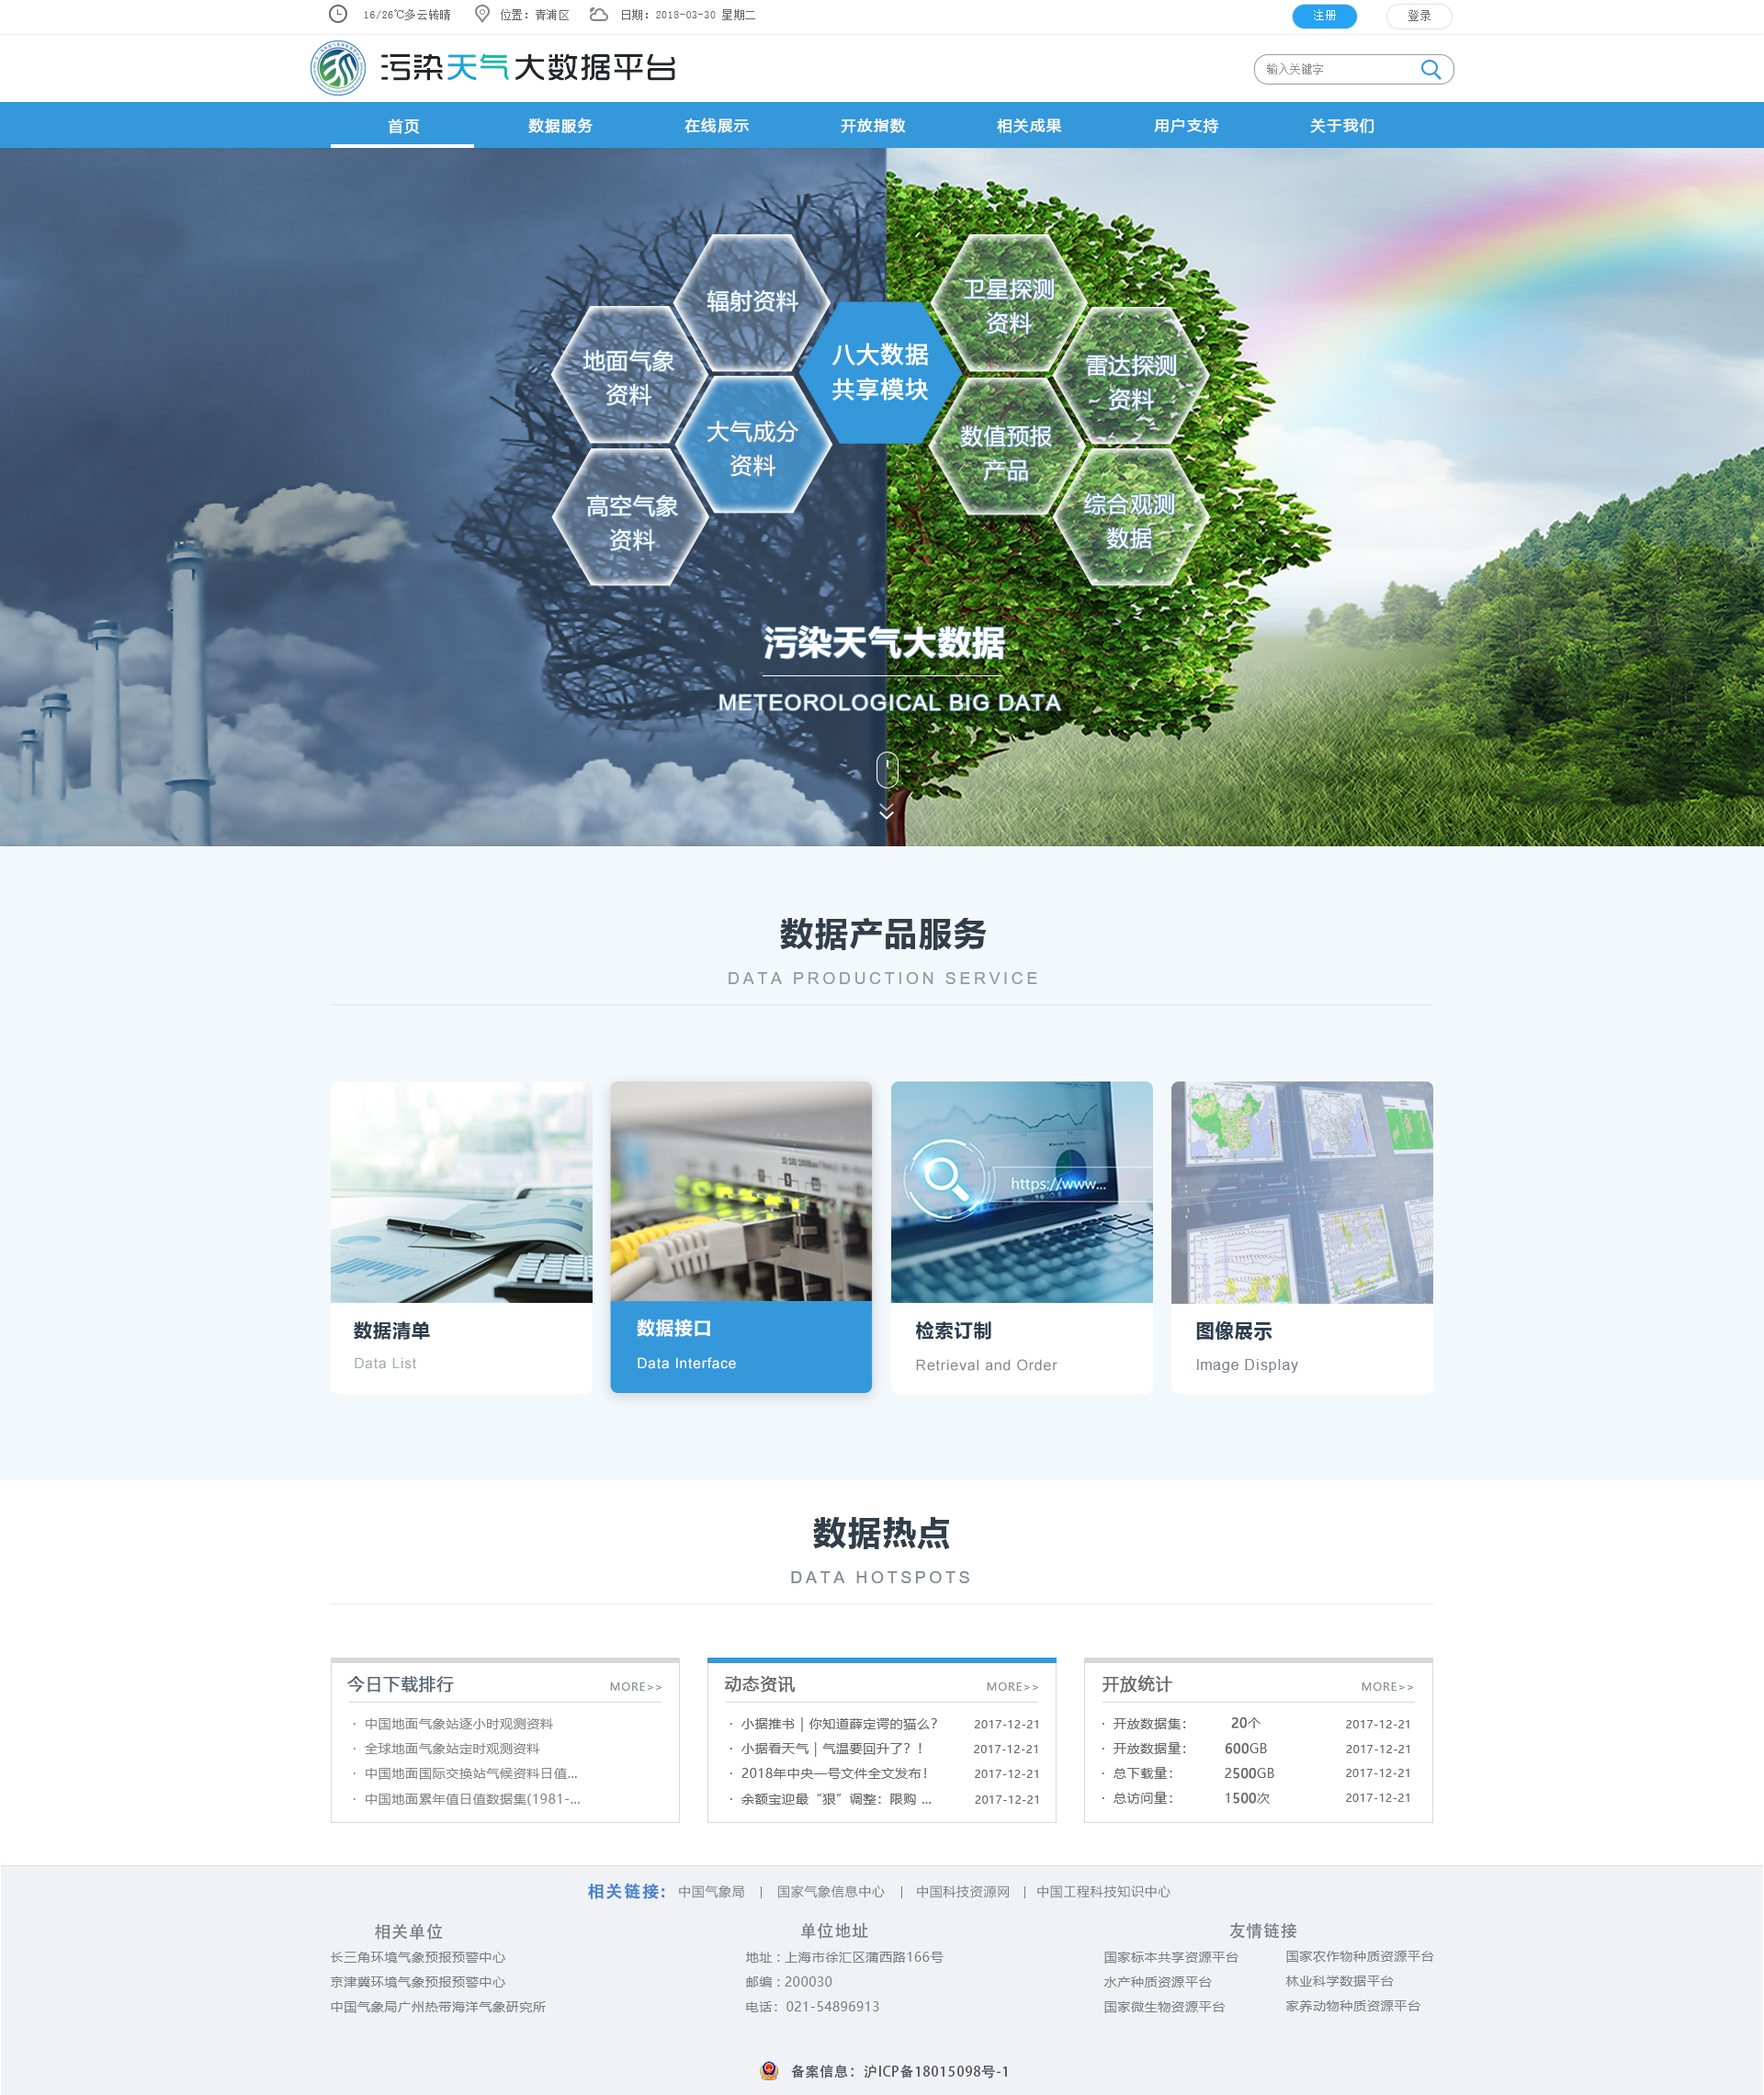 16/26℃多云转晴
位置：青浦区
日期：2018-03-30 星期二
注册
登录
污染天气大数据平台
输入关键字
首页
数据服务
在线展示
开放指数
相关成果
用户支持
关于我们
辐射资料
地面气象
资料
大气成分
资料
高空气象
资料
八大数据
共享模块
卫星探测
资料
雷达探测
资料
数值预报
产品
综合观测
数据
污染天气大数据
METEOROLOGICAL BIG DATA
数据产品服务
DATA PRODUCTION SERVICE
https://www...
数据清单
Data List
数据接口
Data Interface
检索订制
Retrieval and Order
图像展示
Image Display
数据热点
DATA HOTSPOTS
今日下载排行 MORE>>
· 中国地面气象站逐小时观测资料
· 全球地面气象站定时观测资料
· 中国地面国际交换站气候资料日值...
· 中国地面累年值日值数据集(1981-...
动态资讯 MORE>>
· 小据推书 | 你知道薛定谔的猫么？ 2017-12-21
· 小据看天气 | 气温要回升了？！ 2017-12-21
· 2018年中央一号文件全文发布！ 2017-12-21
· 余额宝迎最“狠”调整：限购 ... 2017-12-21
开放统计 MORE>>
· 开放数据集： 20个 2017-12-21
· 开放数据量： 600GB 2017-12-21
· 总下载量： 2500GB 2017-12-21
· 总访问量： 1500次 2017-12-21
相关链接: 中国气象局 | 国家气象信息中心 | 中国科技资源网 | 中国工程科技知识中心
相关单位
长三角环境气象预报预警中心
京津冀环境气象预报预警中心
中国气象局广州热带海洋气象研究所
单位地址
地址 : 上海市徐汇区蒲西路166号
邮编 : 200030
电话：021-54896913
友情链接
国家标本共享资源平台 国家农作物种质资源平台
水产种质资源平台 林业科学数据平台
国家微生物资源平台 家养动物种质资源平台
备案信息：沪ICP备18015098号-1